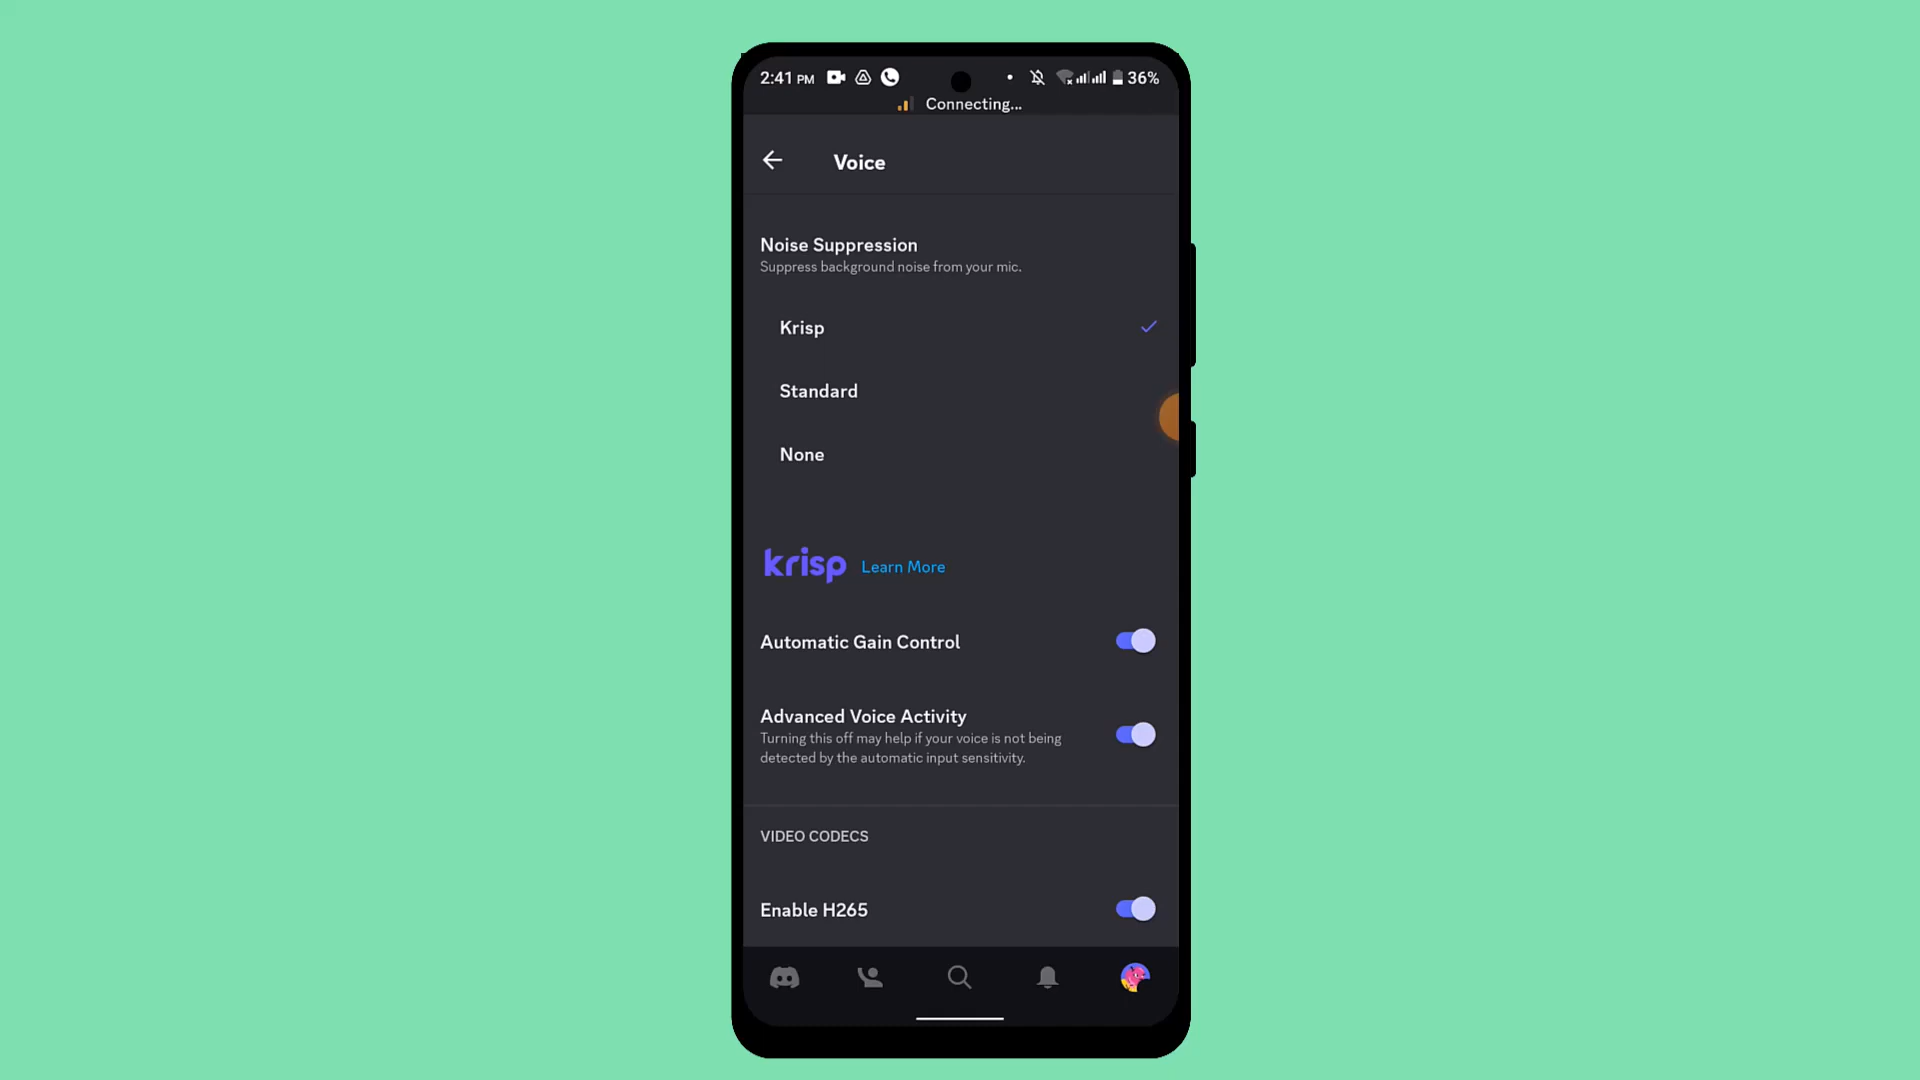 2:41 PM 36%
Connecting...
Voice
Noise Suppression
Suppress background noise from your mic.
Krisp
Standard
None
krisp Learn More
Automatic Gain Control
Advanced Voice Activity
Turning this off may help if your voice is not being
detected by the automatic input sensitivity.
VIDEO CODECS
Enable H265